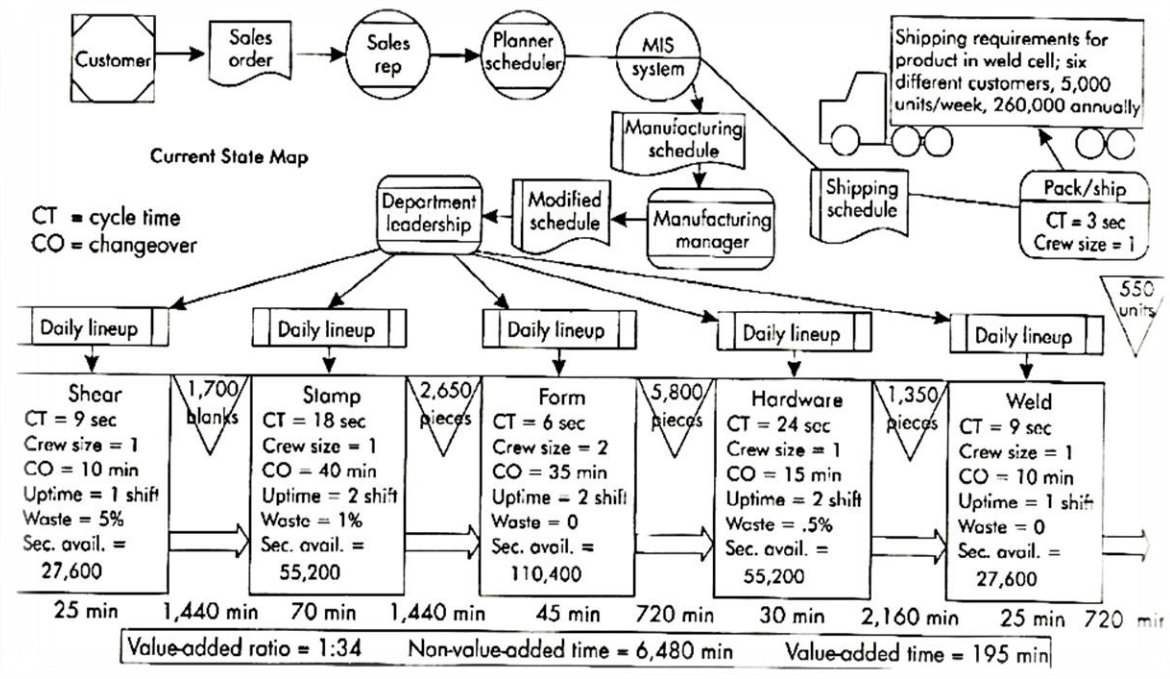 Customer
Sales
order
Sales
rep
Planner
scheduler
MIS
system
Shipping requirements for
product in weld cell; six
different customers, 5,000
units/week, 260,000 annually
Current State Map
Manufacturing
schedule
CT = cycle time
CO = changeover
Department
leadership
Modified
schedule
Manufacturing
manager
Shipping
schedule
Pack/ship
CT = 3 sec
Crew size = 1
550
units
Daily lineup
Daily lineup
Daily lineup
Daily lineup
Daily lineup
Shear
CT = 9 sec
Crew size = 1
CO = 10 min
Uptime = 1 shift
Waste = 5%
Sec. avail. =
27,600
1,700
blanks
Stamp
CT = 18 sec
Crew size = 1
CO = 40 min
Uptime = 2 shift
Waste = 1%
Sec. avail. =
55,200
2,650
pieces
Form
CT = 6 sec
Crew size = 2
CO = 35 min
Uptime = 2 shift
Waste = 0
Sec. avail. =
110,400
5,800
pieces
Hardware
CT = 24 sec
Crew size = 1
CO = 15 min
Uptime = 2 shift
Waste = .5%
Sec. avail. =
55,200
1,350
pieces
Weld
CT = 9 sec
Crew size = 1
CO = 10 min
Uptime = 1 shift
Waste = 0
Sec. avail. =
27,600
25 min 1,440 min 70 min 1,440 min 45 min 720 min 30 min 2,160 min 25 min 720 min
Value-added ratio = 1:34 Non-value-added time = 6,480 min Value-added time = 195 min